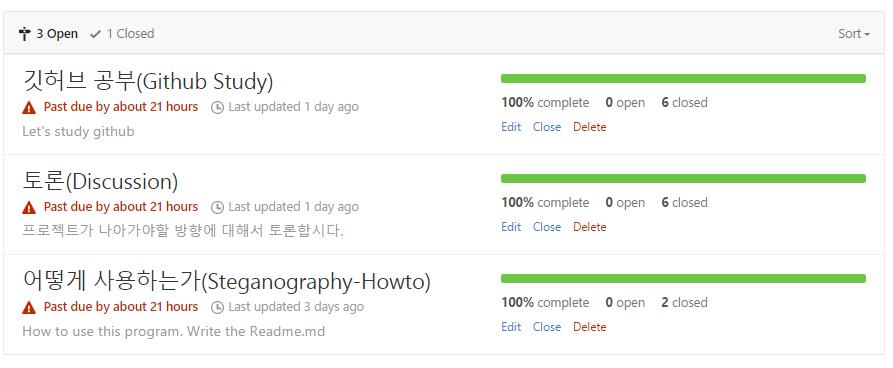 3 Open 1 Closed Sort
깃허브 공부(Github Study)
Past due by about 21 hours Last updated 1 day ago
Let's study github
100% complete 0 open 6 closed
Edit Close Delete
토론(Discussion)
Past due by about 21 hours Last updated 1 day ago
프로젝트가 나아가야할 방향에 대해서 토론합시다.
100% complete 0 open 6 closed
Edit Close Delete
어떻게 사용하는가(Steganography-Howto)
Past due by about 21 hours Last updated 3 days ago
How to use this program. Write the Readme.md
100% complete 0 open 2 closed
Edit Close Delete